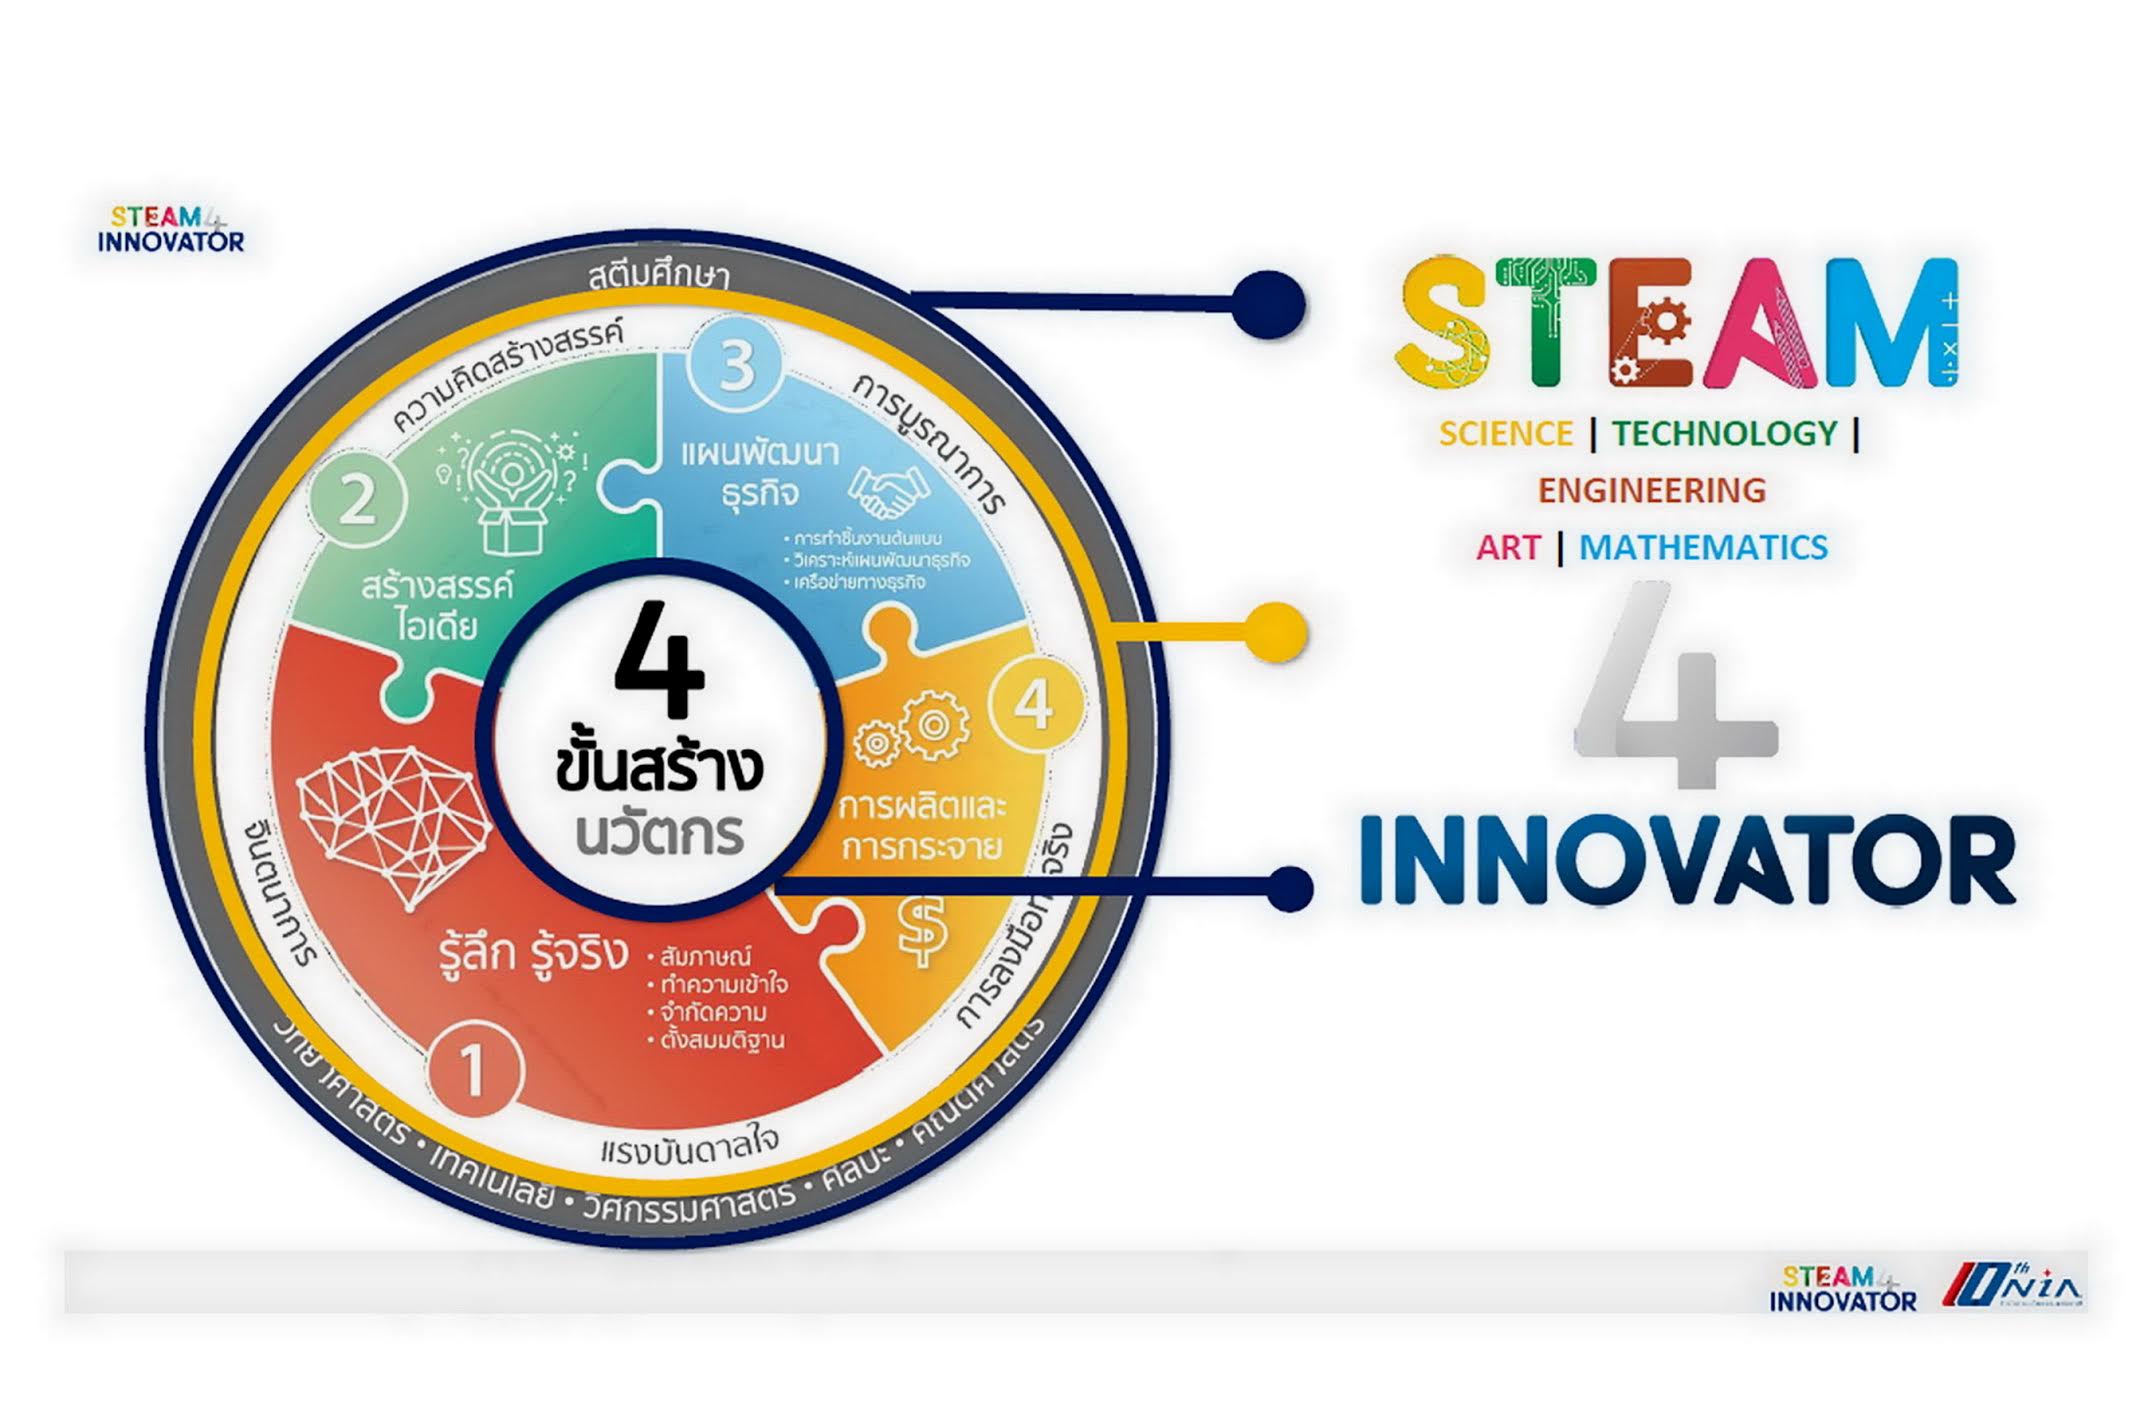 STEAM4
INNOVATOR
สตีมศึกษา
ความคิดสร้างสรรค์
การบูรณาการ
จินตนาการ
การลงมือทำจริง
แรงบันดาลใจ
วิทยาศาสตร์ • เทคโนโลยี • วิศกรรมศาสตร์ • ศิลปะ • คณิตศาสตร์
2
สร้างสรรค์
ไอเดีย
3
แผนพัฒนา
ธุรกิจ
• การทำชิ้นงานต้นแบบ
• วิเคราะห์แผนพัฒนาธุรกิจ
• เครือข่ายทางธุรกิจ
4
การผลิตและ
การกระจาย
$
4
ขั้นสร้าง
นวัตกร
รู้ลึก รู้จริง
• สัมภาษณ์
• ทำความเข้าใจ
• จำกัดความ
• ตั้งสมมติฐาน
1
STEAM
SCIENCE | TECHNOLOGY |
ENGINEERING
ART | MATHEMATICS
4
INNOVATOR
STEAM4
INNOVATOR
10th NIA